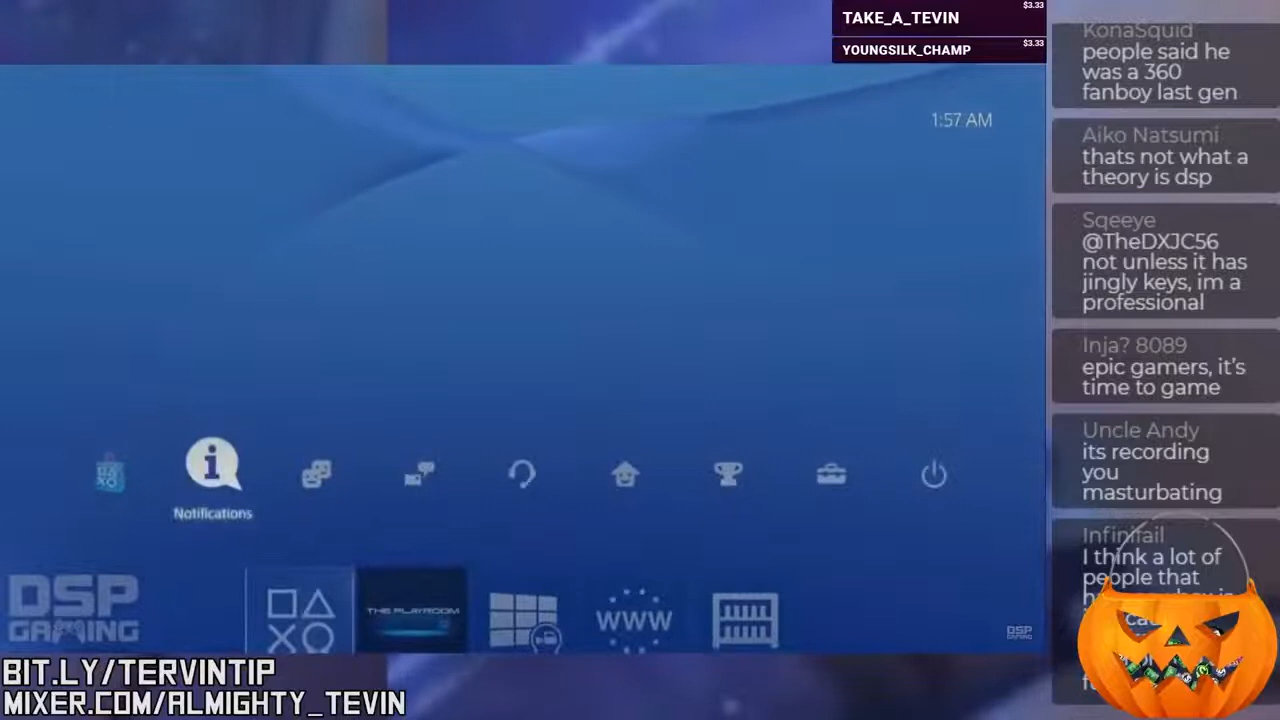 TAKE_A_TEVIN
$3.33
YOUNGSILK_CHAMP
$3.33
1:57 AM
Notifications
DSP
GAMING
THE PLAYROOM
WWW
DSP
GAMING
BIT.LY/TERVINTIP
MIXER.COM/ALMIGHTY_TEVIN
KonaSquid
people said he
was a 360
fanboy last gen
Aiko Natsumi
thats not what a
theory is dsp
Sqeeye
@TheDXJC56
not unless it has
jingly keys, im a
professional
Inja? 8089
epic gamers, it's
time to game
Uncle Andy
its recording
you
masturbating
Infinifail
I think a lot of
people that